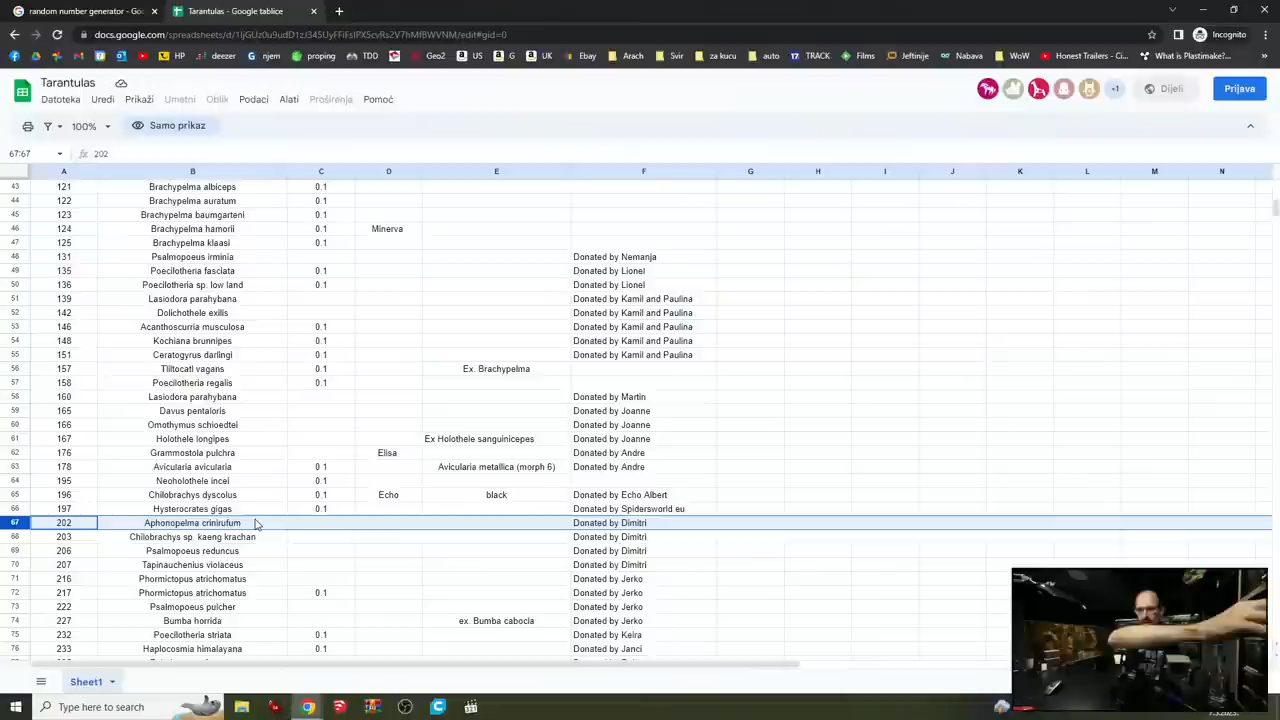 random number generator - Go
Tarantulas - Google tablice
docs.google.com/spreadsheets/d/1ljGUz0u9udD1zJ345UyFFiFsIPX5cvRs2V7hMfBWVNM/edit#gid=0
Incognito
YT K HP deezer njem proping TDD Geo2 US G UK Ebay Arach Svir za kucu auto TRACK Films Jeftinje Nabava WoW Honest Trailers - Th... What is Plastimake?...
Tarantulas
Datoteka Uredi Prikaži Umetni Oblik Podaci Alati Proširenja Pomoć
+1 Dijeli Prijava
100% Samo prikaz
67:67 fx 202
A B C D E F G H I J K L M N
43 121 Brachypelma albiceps 0.1
44 122 Brachypelma auratum 0.1
45 123 Brachypelma baumgarteni 0.1
46 124 Brachypelma hamorii 0.1 Minerva
47 125 Brachypelma klaasi 0.1
48 131 Psalmopoeus irminia Donated by Nemanja
49 135 Poecilotheria fasciata 0.1 Donated by Lionel
50 136 Poecilotheria sp. low land 0.1 Donated by Lionel
51 139 Lasiodora parahybana Donated by Kamil and Paulina
52 142 Dolichothele exilis Donated by Kamil and Paulina
53 146 Acanthoscurria musculosa 0.1 Donated by Kamil and Paulina
54 148 Kochiana brunnipes 0.1 Donated by Kamil and Paulina
55 151 Ceratogyrus darlingi 0.1 Donated by Kamil and Paulina
56 157 Tliltocatl vagans 0.1 Ex. Brachypelma
57 158 Poecilotheria regalis 0.1
58 160 Lasiodora parahybana Donated by Martin
59 165 Davus pentaloris Donated by Joanne
60 166 Omothymus schioedtei Donated by Joanne
61 167 Holothele longipes Ex Holothele sanguinicepes Donated by Joanne
62 176 Grammostola pulchra Elisa Donated by Andre
63 178 Avicularia avicularia 0 1 Avicularia metallica (morph 6) Donated by Andre
64 195 Neoholothele incei 0.1
65 196 Chilobrachys dyscolus 0.1 Echo black Donated by Echo Albert
66 197 Hysterocrates gigas 0.1 Donated by Spidersworld eu
67 202 Aphonopelma crinirufum Donated by Dimitri
68 203 Chilobrachys sp. kaeng krachan Donated by Dimitri
69 206 Psalmopoeus reduncus Donated by Dimitri
70 207 Tapinauchenius violaceus Donated by Dimitri
71 216 Phormictopus atrichomatus Donated by Jerko
72 217 Phormictopus atrichomatus 0.1 Donated by Jerko
73 222 Psalmopoeus pulcher Donated by Jerko
74 227 Bumba horrida ex. Bumba cabocia Donated by Jerko
75 232 Poecilotheria striata 0.1 Donated by Keira
76 233 Haplocosmia himalayana 0.1 Donated by Janci
Sheet1
Type here to search